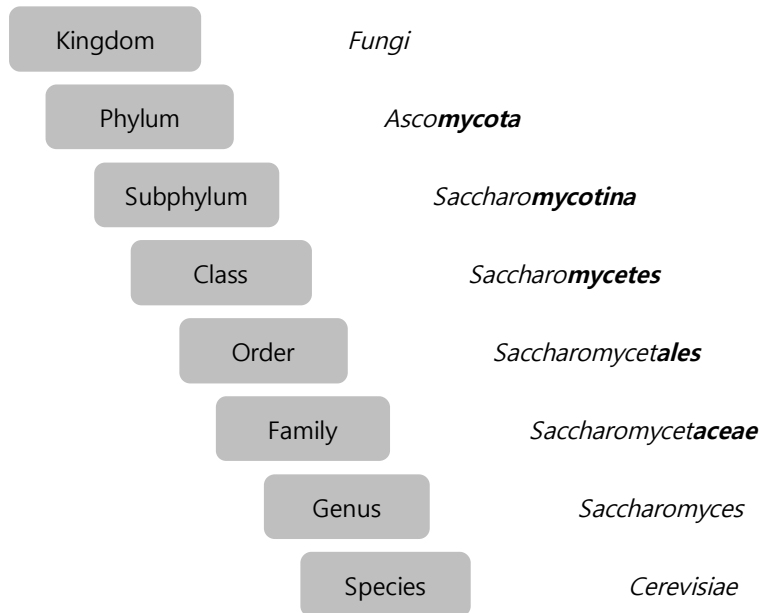 Kingdom Fungi
Phylum Ascomycota
Subphylum Saccharomycotina
Class Saccharomycetes
Order Saccharomycetales
Family Saccharomycetaceae
Genus Saccharomyces
Species Cerevisiae